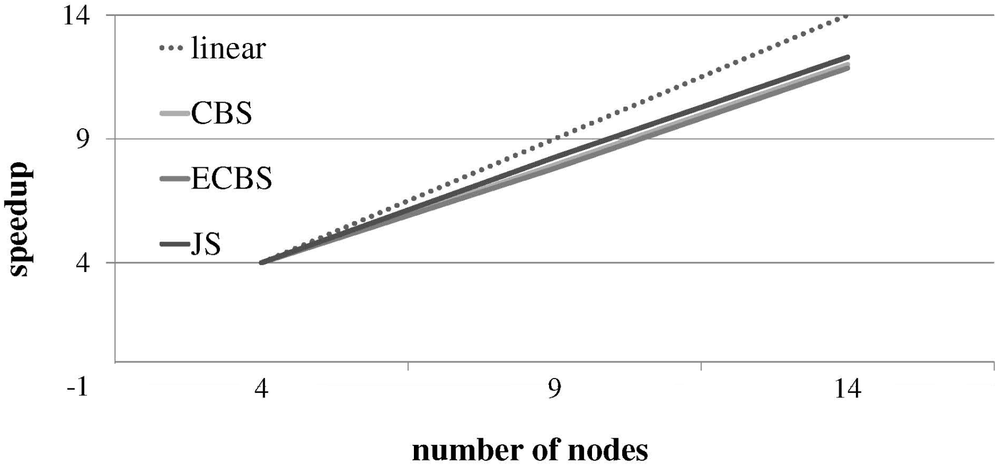 14
linear
CBS
9
ECBS
JS
4
speedup
-1
4 9 14
number of nodes